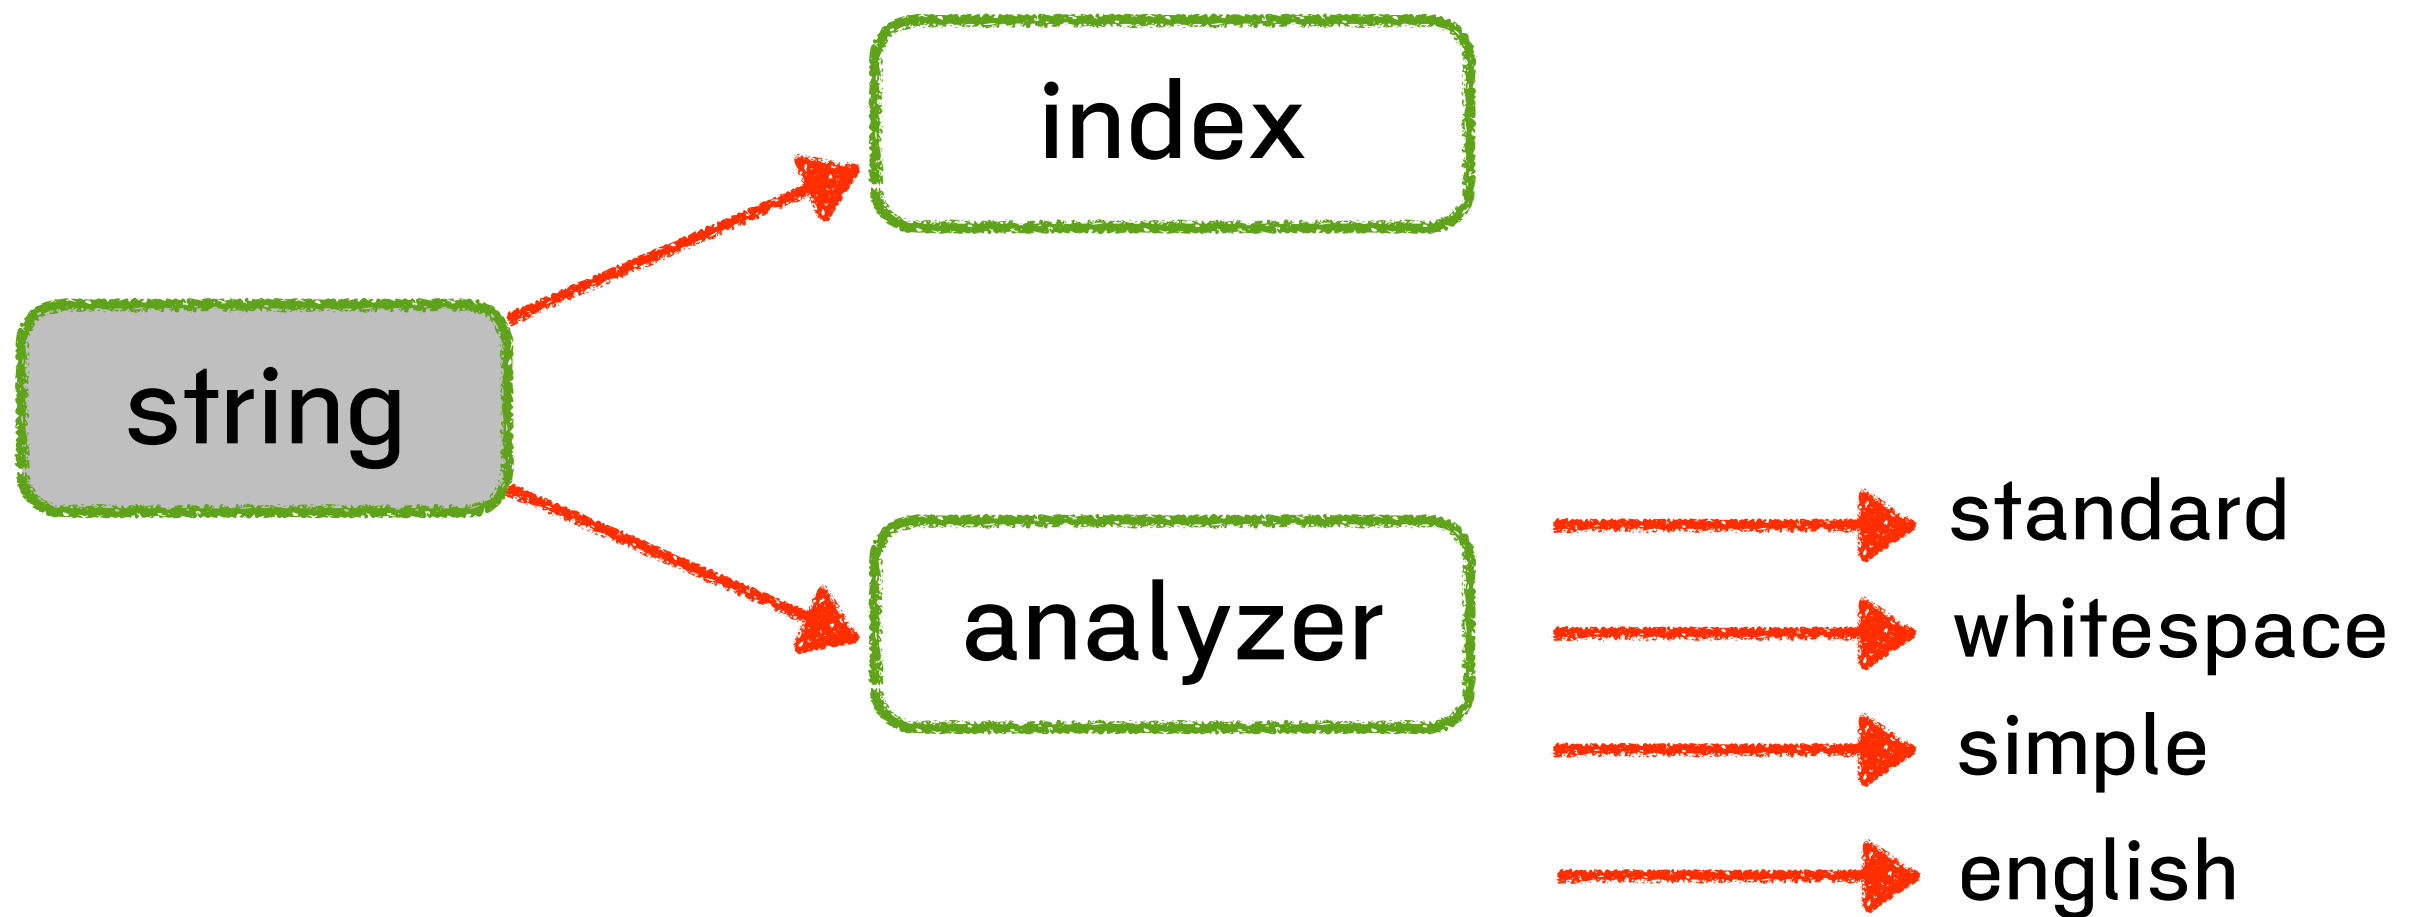 index
string
analyzer
standard
whitespace
simple
english